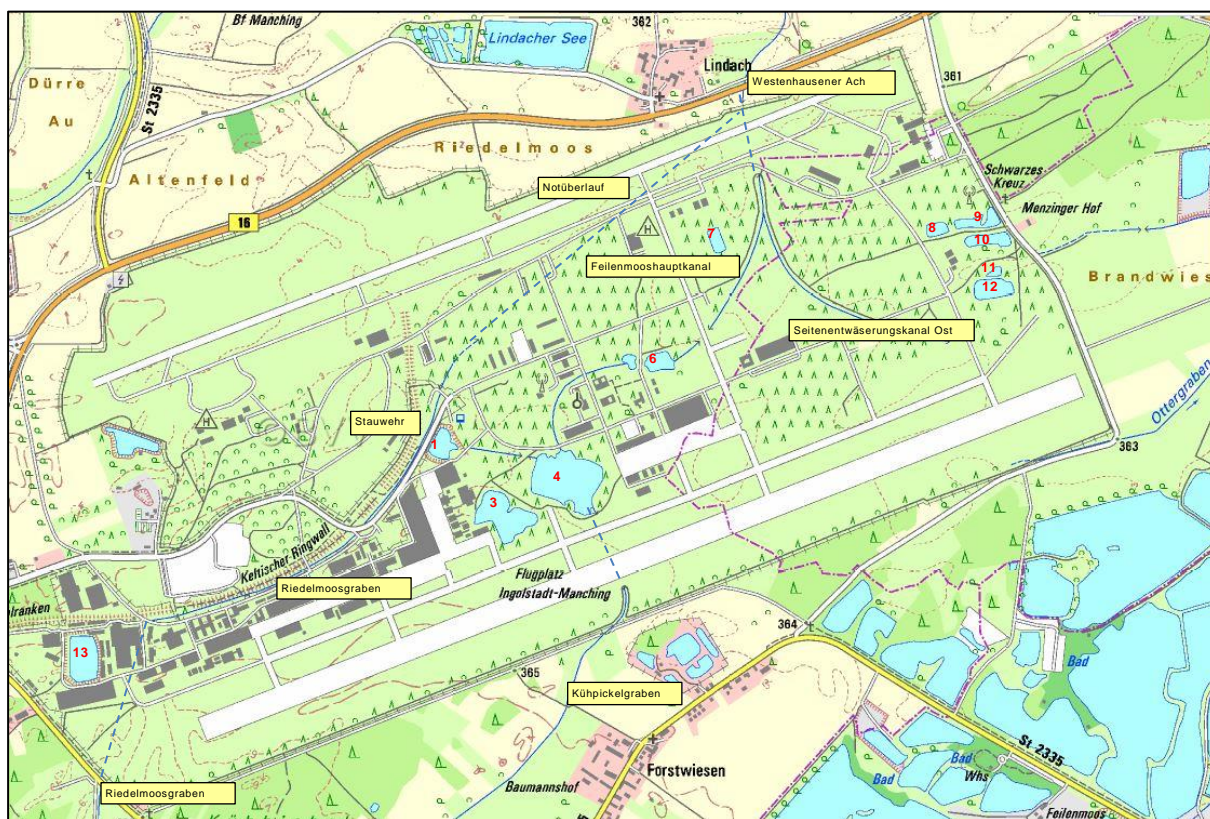 Bf Manching
362
Lindacher See
Dürre
Au
St 2335
Lindach
Westenhausener Ach
361
Riedelmoos
Altenfeld
Notüberlauf
Schwarzes
Kreuz
16
7
8
9
Menzinger Hof
10
H
Feilenmooshauptkanal
11
12
Brandwies
Seitenentwäserungskanal Ost
6
Stauwehr
H
1
4
3
Ottergraben
363
Keltischer Ringwall
Flugplatz
Ingolstadt-Manching
Riedelmoosgraben
lranken
13
364
365
Bad
Kühpickelgraben
St 2335
Forstwiesen
Bad
Bad
Whs
Baumannshof
Riedelmoosgraben
Feilenmoos